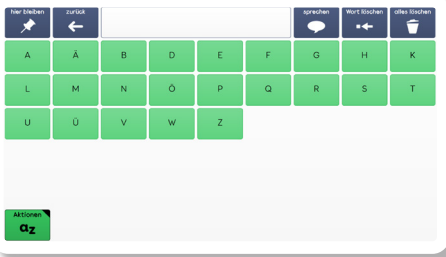 hier bleiben zurück sprechen Wort löschen alles löschen
A Ä B D E F G H K
L M N Ö P Q R S T
U Ü V W Z
Aktionen
az